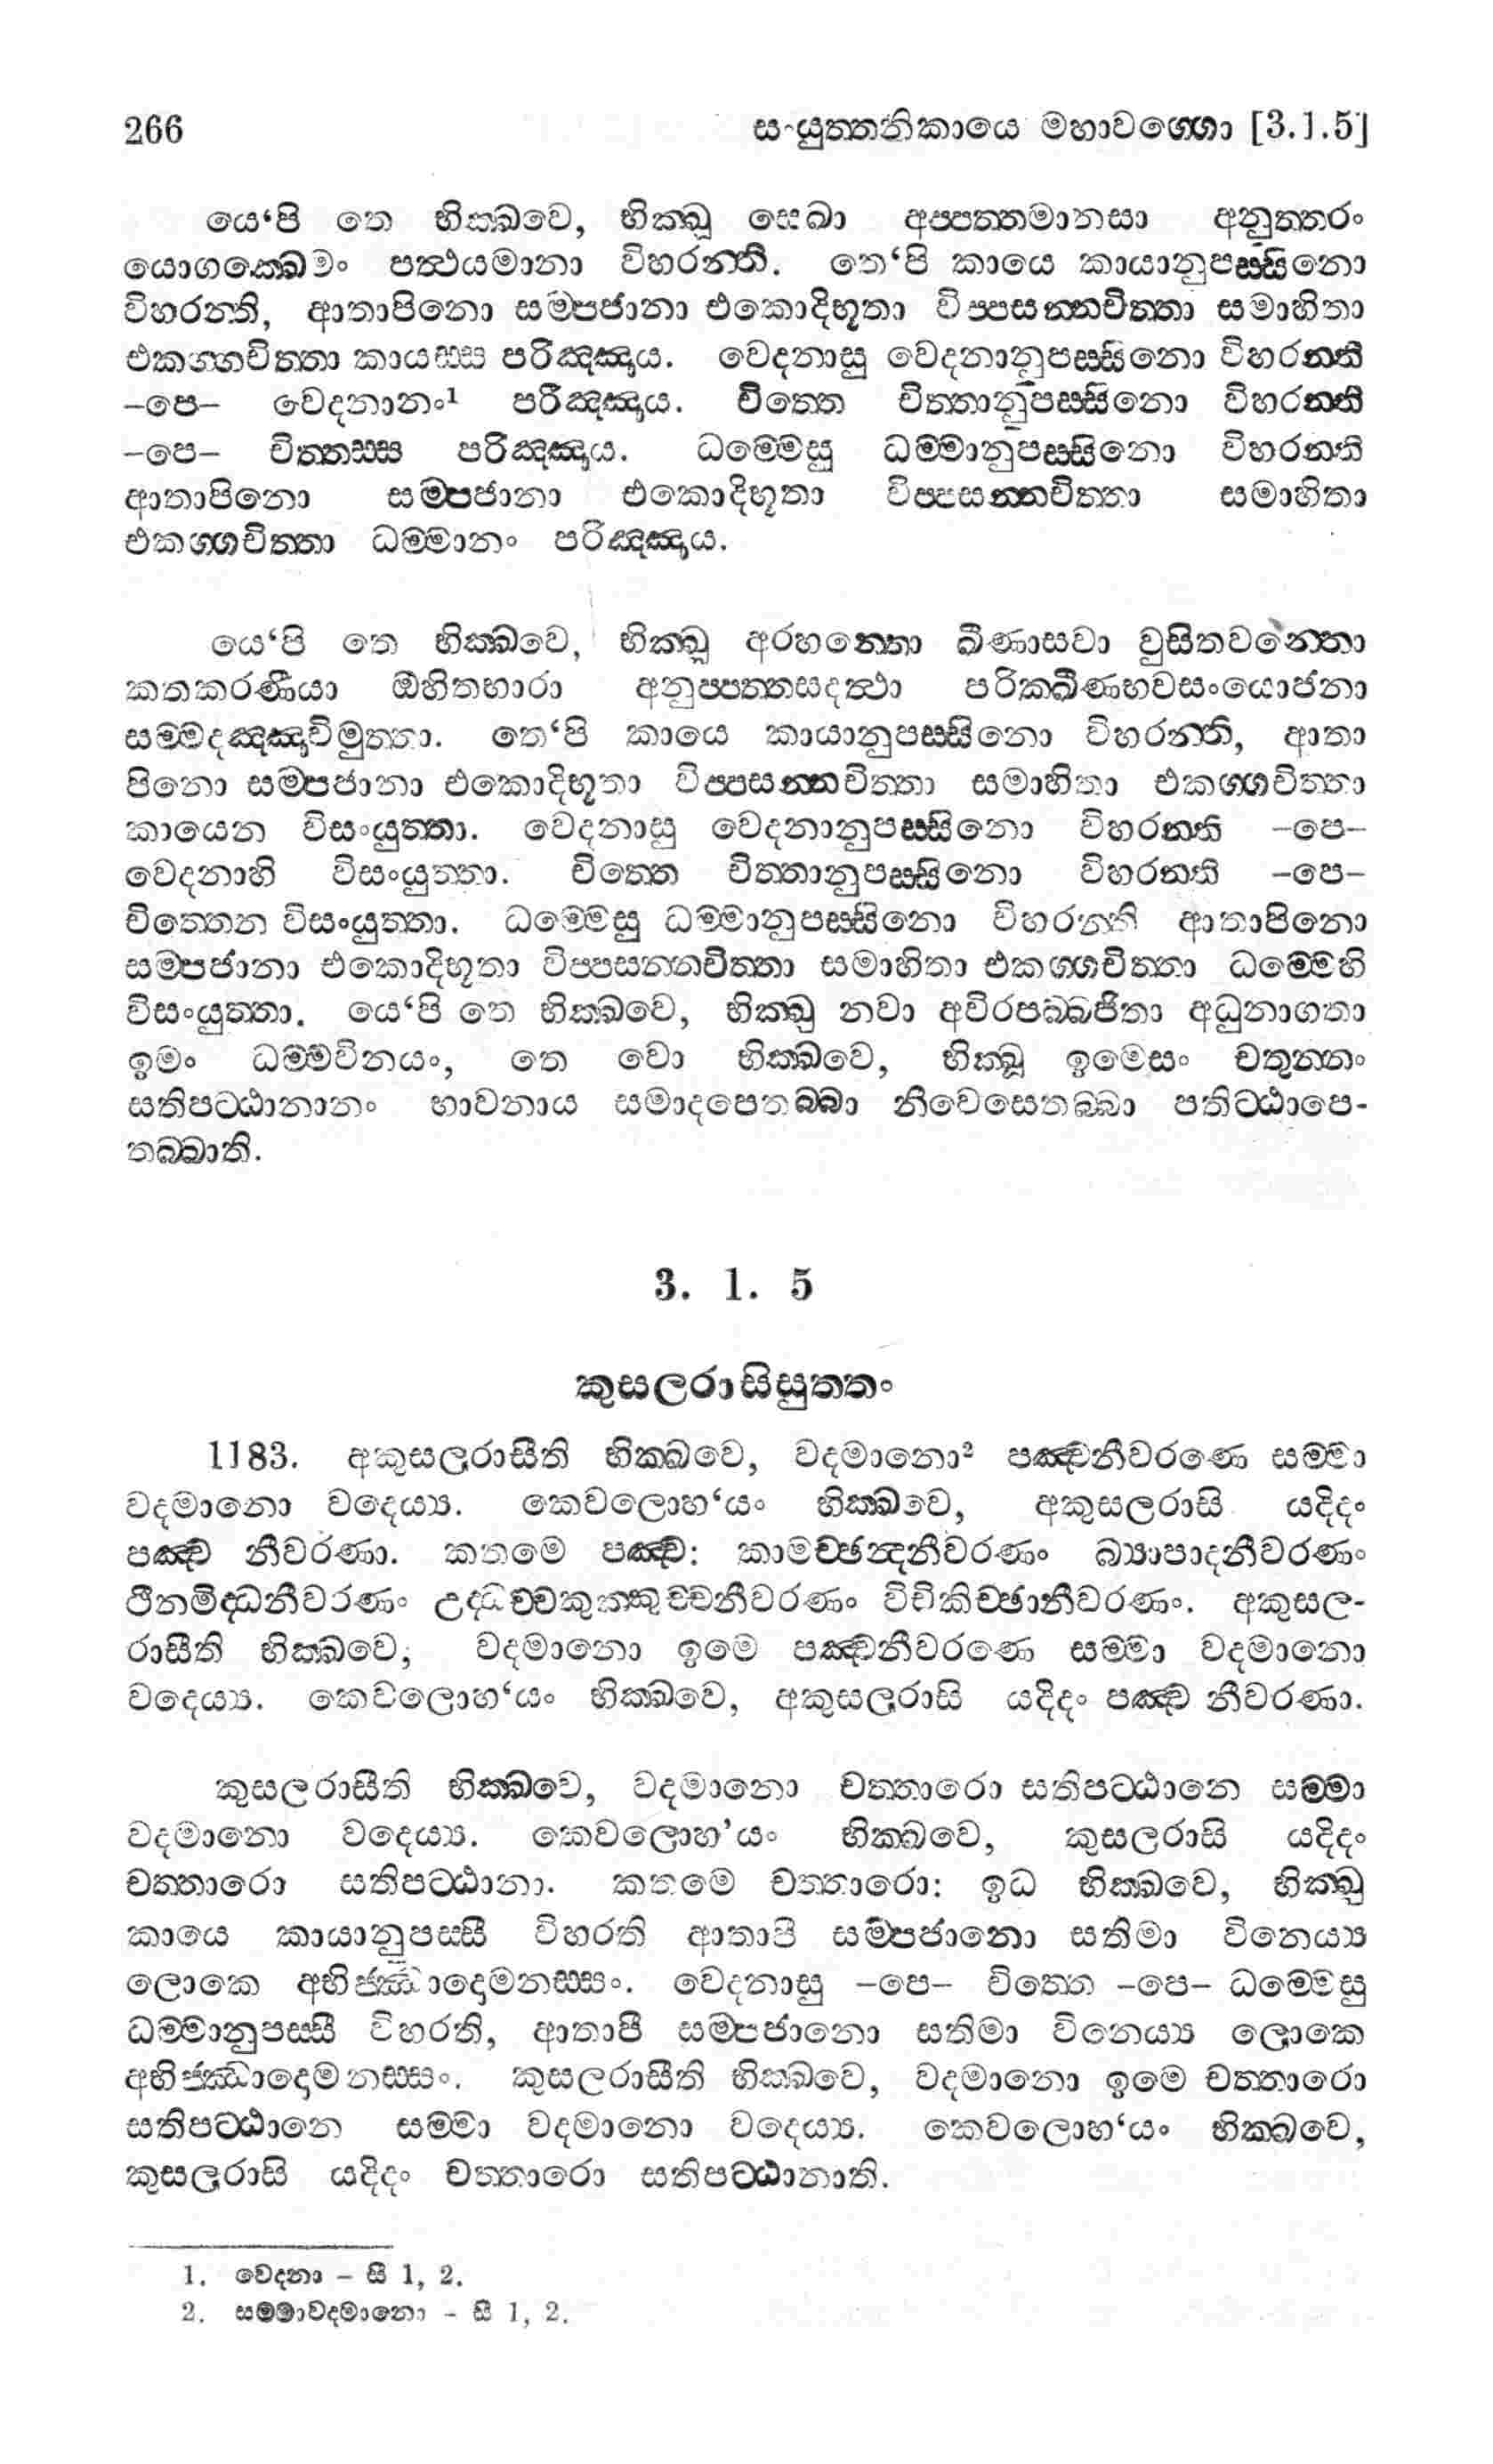 266
සංයුත්තනිකායෙ මහාවග්ගො [3.1.5]
යෙ‘පි තෙ භික්ඛවෙ, භික්ඛූ සෙඛා අප්පත්තමානසා අනුත්තරං
යොගක්ඛෙමං පත්ථයමානා විහරන්ති. තෙ‘පි කායෙ කායානුපස්සිනො
විහරන්ති, ආතාපිනො සම්පජානා එකොදිභූතා විප්පසන්නචිත්තා සමාහිතා
එකග්ගචිත්තා කායස්ස පරිඤ්ඤාය. වෙදනාසු වෙදනානුපස්සිනො විහරන්ති
–පෙ– වෙදනානං¹ පරිඤ්ඤාය. චිත්තෙ චිත්තානුපස්සිනො විහරන්ති
–පෙ– චිත්තස්ස පරිඤ්ඤාය. ධම්මෙසු ධම්මානුපස්සිනො විහරන්ති
ආතාපිනො සම්පජානා එකොදිභූතා විප්පසන්නචිත්තා සමාහිතා
එකග්ගචිත්තා ධම්මානං පරිඤ්ඤාය.
යෙ‘පි තෙ භික්ඛවෙ, භික්ඛූ අරහන්තො ඛීණාසවා වුසිතවන්තො
කතකරණීයා ඔහිතභාරා අනුප්පත්තසදත්ථා පරික්ඛීණභවසංයොජනා
සම්මදඤ්ඤාවිමුත්තා. තෙ‘පි කායෙ කායානුපස්සිනො විහරන්ති, ආතා
පිනො සම්පජානා එකොදිභූතා විප්පසන්නචිත්තා සමාහිතා එකග්ගචිත්තා
කායෙන විසංයුත්තා. වෙදනාසු වෙදනානුපස්සිනො විහරන්ති –පෙ–
වෙදනාහි විසංයුත්තා. චිත්තෙ චිත්තානුපස්සිනො විහරන්ති –පෙ–
චිත්තෙන විසංයුත්තා. ධම්මෙසු ධම්මානුපස්සිනො විහරන්ති ආතාපිනො
සම්පජානා එකොදිභූතා විප්පසන්නචිත්තා සමාහිතා එකග්ගචිත්තා ධම්මෙහි
විසංයුත්තා. යෙ‘පි තෙ භික්ඛවෙ, භික්ඛු නවා අචිරපබ්බජිතා අධුනාගතා
ඉමං ධම්මවිනයං, තෙ වො භික්ඛවෙ, භික්ඛූ ඉමෙසං චතුන්නං
සතිපට්ඨානානං භාවනාය සමාදපෙතබ්බා නිවෙසෙතබ්බා පතිට්ඨාපෙ-
තබ්බාති.
3. 1. 5
කුසලරාසිසුත්තං
1183. අකුසලරාසීති භික්ඛවෙ, වදමානො² පඤ්චනීවරණෙ සම්මා
වදමානො වදෙය්‍ය. කෙවලොහ‘යං භික්ඛවෙ, අකුසලරාසි යදිදං
පඤ්ච නීවරණා. කතමෙ පඤ්ච: කාමච්ඡන්දනීවරණං බ්‍යාපාදනීවරණං
ථීනමිද්ධනීවරණං උද්ධච්චකුක්කුච්චනීවරණං විචිකිච්ඡානීවරණං. අකුසල-
රාසීති භික්ඛවෙ, වදමානො ඉමෙ පඤ්චනීවරණෙ සම්මා වදමානො
වදෙය්‍ය. කෙවලොහ‘යං භික්ඛවෙ, අකුසලරාසි යදිදං පඤ්ච නීවරණා.
කුසලරාසීති භික්ඛවෙ, වදමානො චත්තාරො සතිපට්ඨානෙ සම්මා
වදමානො වදෙය්‍ය. කෙවලොහ’යං භික්ඛවෙ, කුසලරාසි යදිදං
චත්තාරො සතිපට්ඨානා. කතමෙ චත්තාරො: ඉධ භික්ඛවෙ, භික්ඛු
කායෙ කායානුපස්සී විහරති ආතාපී සම්පජානො සතිමා විනෙය්‍ය
ලොකෙ අභිජ්ඣාදොමනස්සං. වෙදනාසු –පෙ– චිත්තෙ –පෙ– ධම්මෙසු
ධම්මානුපස්සී විහරති, ආතාපී සම්පජානො සතිමා විනෙය්‍ය ලොකෙ
අභිජ්ඣාදොමනස්සං. කුසලරාසීති භික්ඛවෙ, වදමානො ඉමෙ චත්තාරො
සතිපට්ඨානෙ සම්මා වදමානො වදෙය්‍ය. කෙවලොහ‘යං භික්ඛවෙ,
කුසලරාසි යදිදං චත්තාරො සතිපට්ඨානාති.
1. වෙදනා – සී 1, 2.
2. සම්මාවදමානො – සී 1, 2.